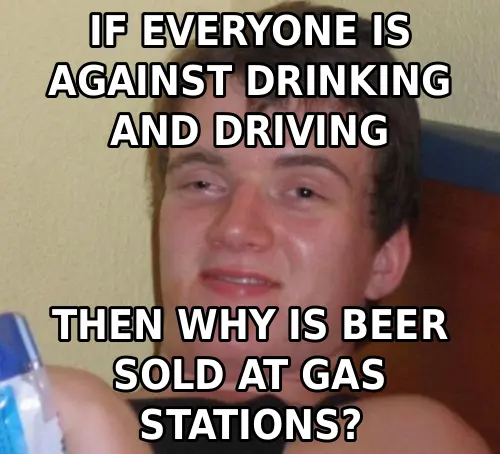 IF EVERYONE IS
AGAINST DRINKING
AND DRIVING
THEN WHY IS BEER
SOLD AT GAS
STATIONS?